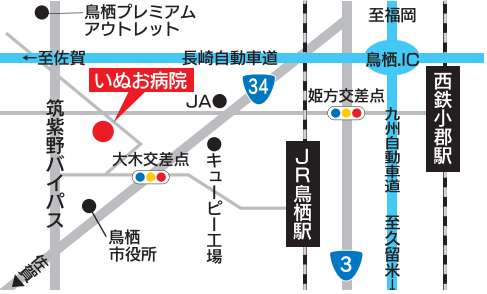 鳥栖プレミアム
アウトレット
至福岡
←至佐賀
長崎自動車道
鳥栖.IC
いぬお病院
34
JA
姫方交差点
西鉄小郡駅
筑紫野バイパス
大木交差点
キューピー工場
JR鳥栖駅
九州自動車道
鳥栖
市役所
佐賀
3
至久留米→